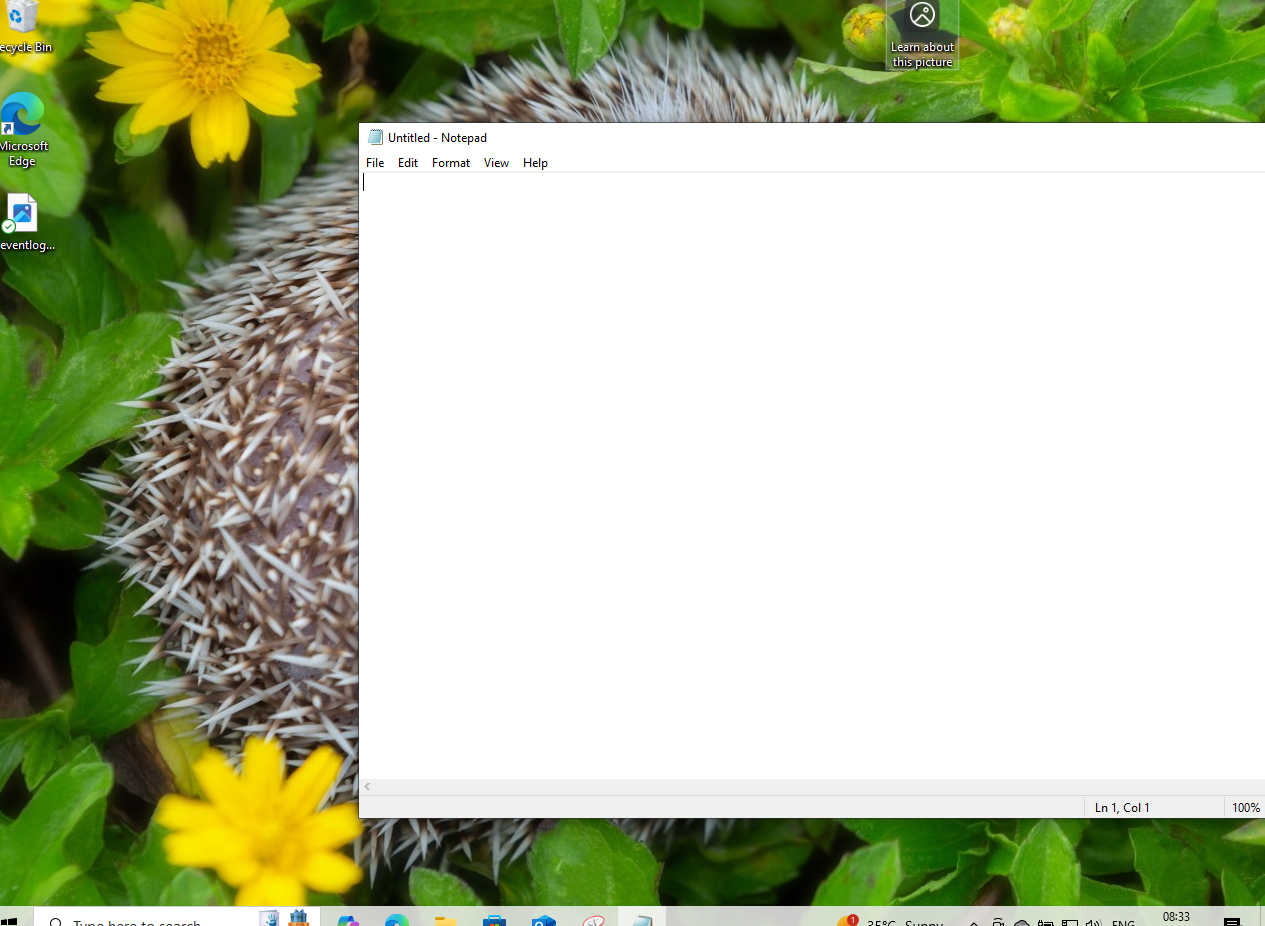 ecycle Bin
Microsoft
Edge
eventlog...
Learn about
this picture
Untitled - Notepad
File Edit Format View Help
Ln 1, Col 1 100%
Type here to search
1
35°C Sunny
ENG
08:33